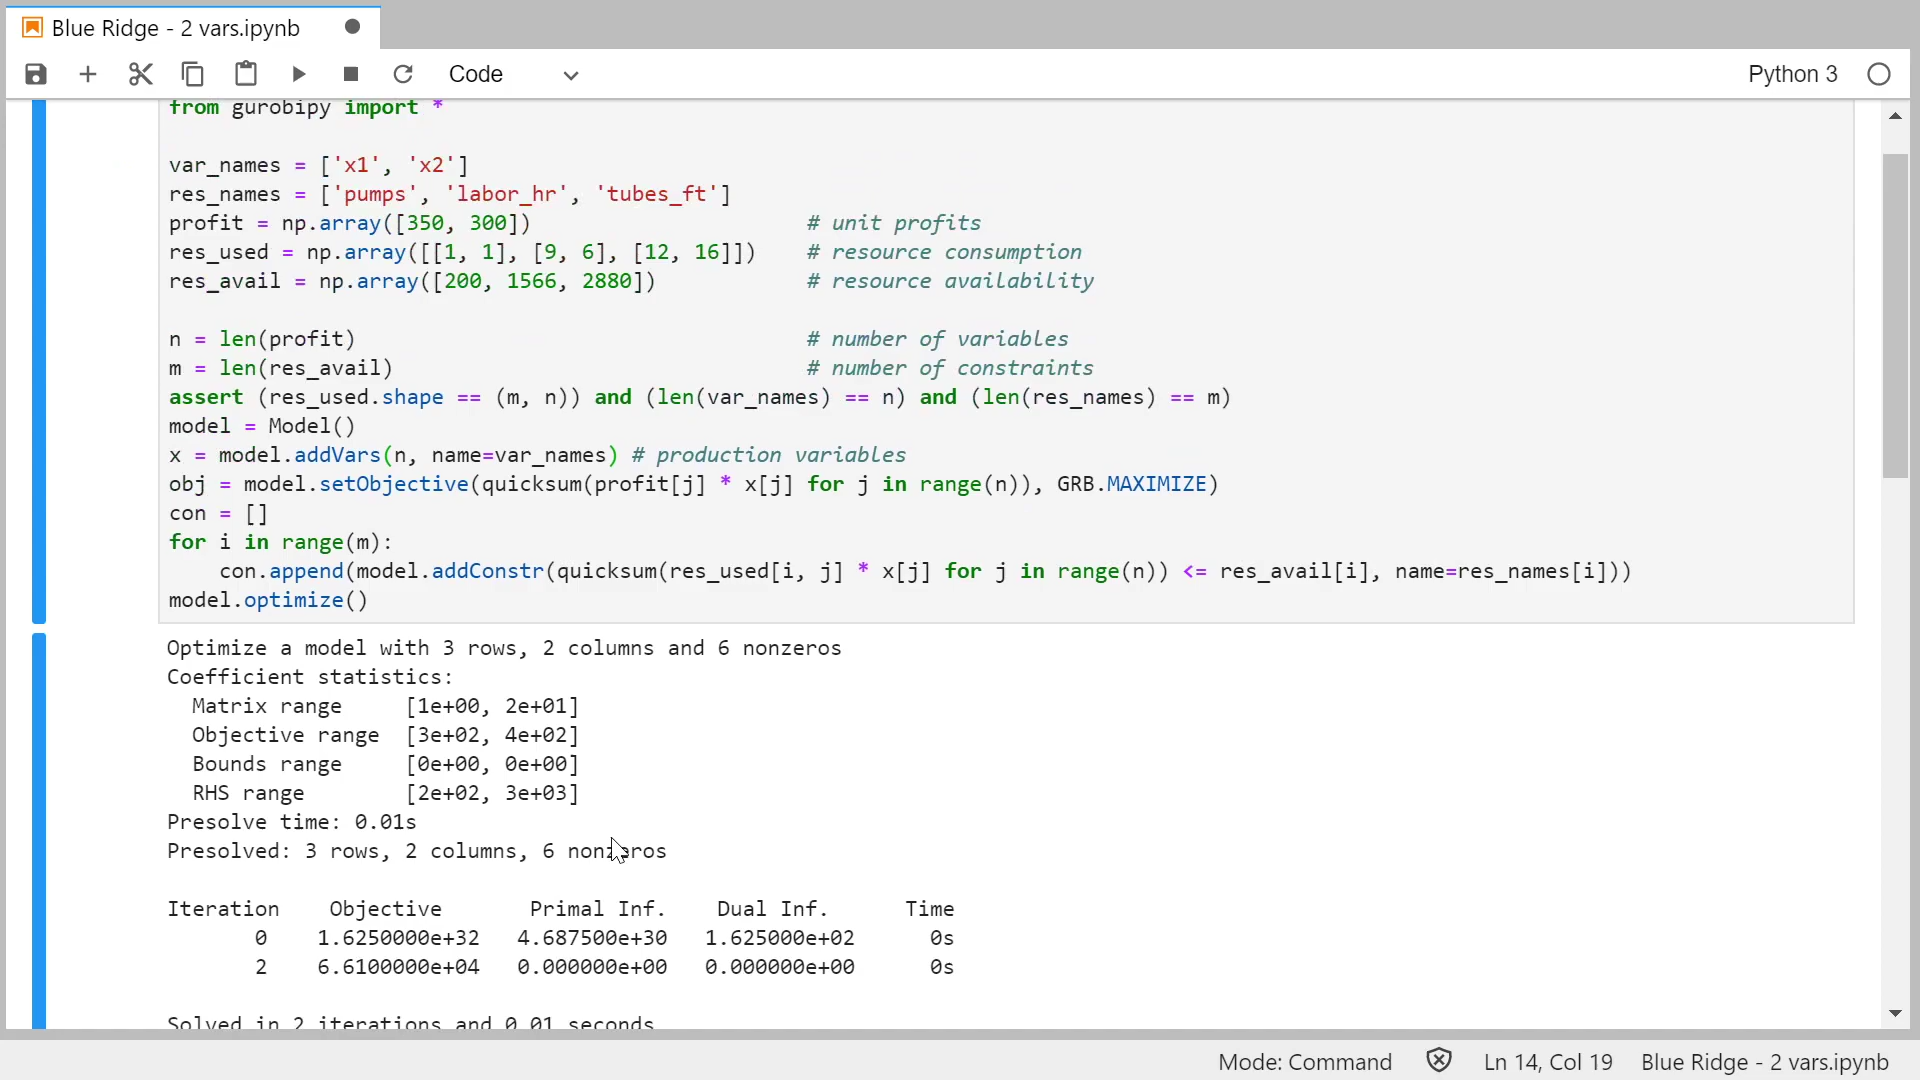 Blue Ridge - 2 vars.ipynb
Code
Python 3
from gurobipy import *
var_names = ['x1', 'x2']
res_names = ['pumps', 'labor_hr', 'tubes_ft']
profit = np.array([350, 300])                      # unit profits
res_used = np.array([[1, 1], [9, 6], [12, 16]])    # resource consumption
res_avail = np.array([200, 1566, 2880])            # resource availability
n = len(profit)                                    # number of variables
m = len(res_avail)                                 # number of constraints
assert (res_used.shape == (m, n)) and (len(var_names) == n) and (len(res_names) == m)
model = Model()
x = model.addVars(n, name=var_names) # production variables
obj = model.setObjective(quicksum(profit[j] * x[j] for j in range(n)), GRB.MAXIMIZE)
con = []
for i in range(m):
    con.append(model.addConstr(quicksum(res_used[i, j] * x[j] for j in range(n)) <= res_avail[i], name=res_names[i]))
model.optimize()
Optimize a model with 3 rows, 2 columns and 6 nonzeros
Coefficient statistics:
  Matrix range     [1e+00, 2e+01]
  Objective range  [3e+02, 4e+02]
  Bounds range     [0e+00, 0e+00]
  RHS range        [2e+02, 3e+03]
Presolve time: 0.01s
Presolved: 3 rows, 2 columns, 6 nonzeros
Iteration    Objective       Primal Inf.    Dual Inf.      Time
       0    1.6250000e+32   4.687500e+30   1.625000e+02      0s
       2    6.6100000e+04   0.000000e+00   0.000000e+00      0s
Solved in 2 iterations and 0.01 seconds
Mode: Command
Ln 14, Col 19
Blue Ridge - 2 vars.ipynb